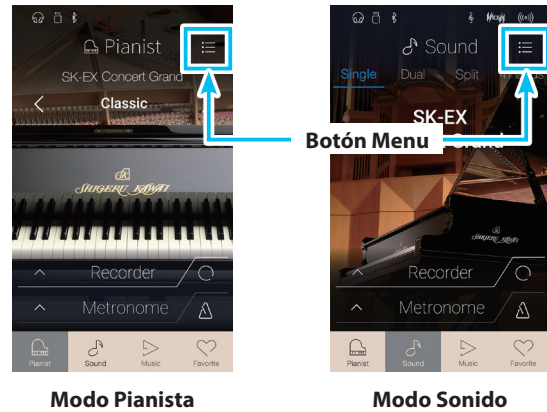 Pianist
SK-EX Concert Grand
Classic
SK
SHIGERU KAWAI
Recorder
Metronome
Pianist
Sound
Music
Favorite
Modo Pianista
Botón Menu
Sound
Single
Dual
Split
SK-EX
SHIGERU KAWAI
Recorder
Metronome
Pianist
Sound
Music
Favorite
Modo Sonido